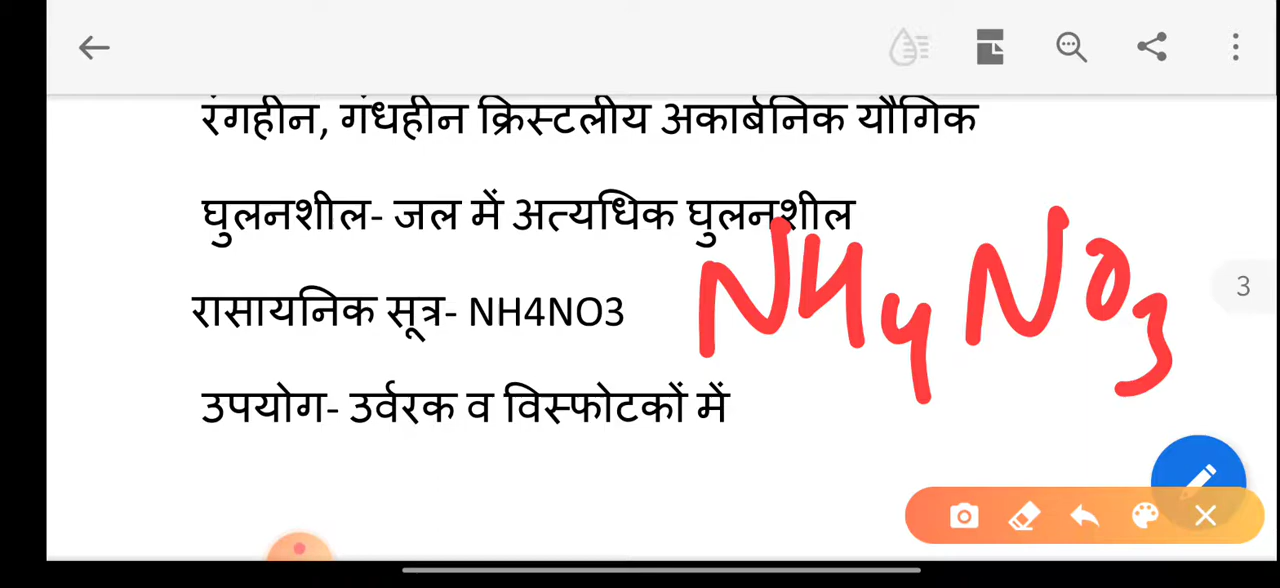 रंगहीन, गंधहीन क्रिस्टलीय अकार्बनिक यौगिक
घुलनशील- जल में अत्यधिक घुलनशील
रासायनिक सूत्र- NH4NO3
NH4NO3
3
उपयोग- उर्वरक व विस्फोटकों में